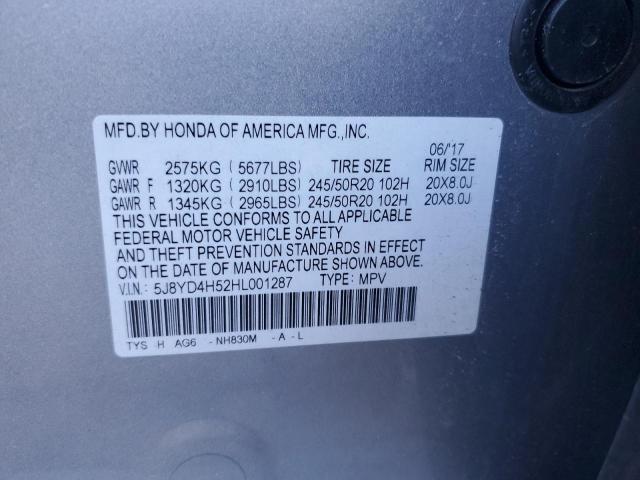 MFD.BY HONDA OF AMERICA MFG.,INC.
06/'17
GVWR 2575KG ( 5677LBS) TIRE SIZE RIM SIZE
GAWR F 1320KG ( 2910LBS) 245/50R20 102H 20X8.0J
GAWR R 1345KG ( 2965LBS) 245/50R20 102H 20X8.0J
THIS VEHICLE CONFORMS TO ALL APPLICABLE
FEDERAL MOTOR VEHICLE SAFETY
AND THEFT PREVENTION STANDARDS IN EFFECT
ON THE DATE OF MANUFACTURE SHOWN ABOVE.
V.I.N.: 5J8YD4H52HL001287 TYPE: MPV
TYS H AG6 - NH830M - A - L